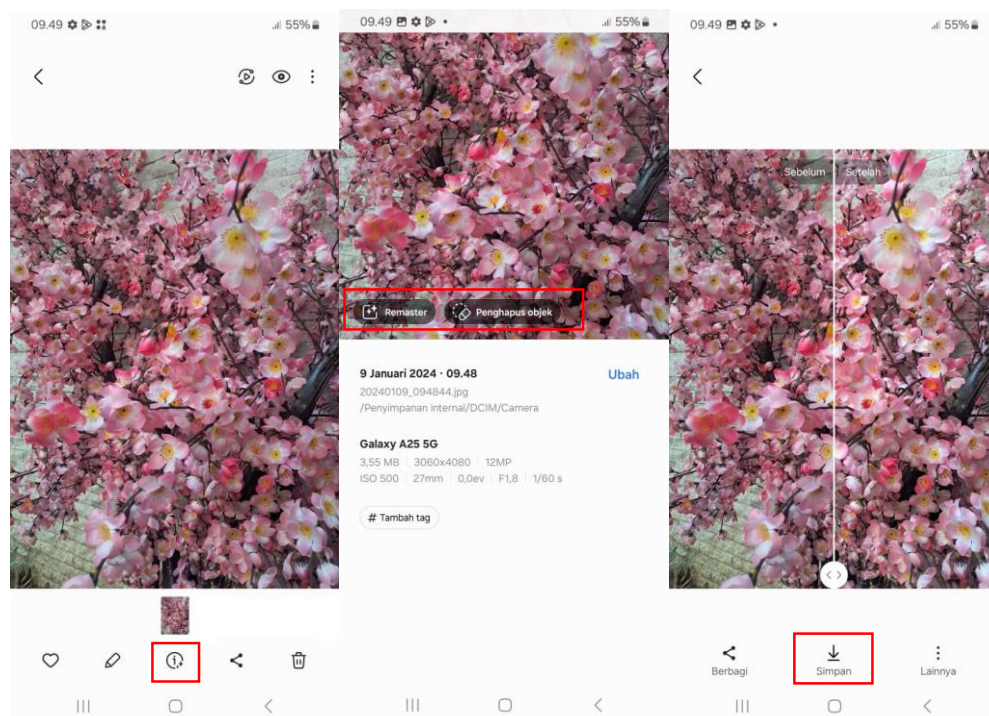 09.49
55%
09.49
55%
Remaster
Penghapus objek
9 Januari 2024 · 09.48
Ubah
20240109_094844.jpg
/Penyimpanan internal/DCIM/Camera
Galaxy A25 5G
3,55 MB | 3060x4080 | 12MP
ISO 500 | 27mm | 0,0ev | F1,8 | 1/60 s
# Tambah tag
09.49
55%
Sebelum
Setelah
Berbagi
Simpan
Lainnya